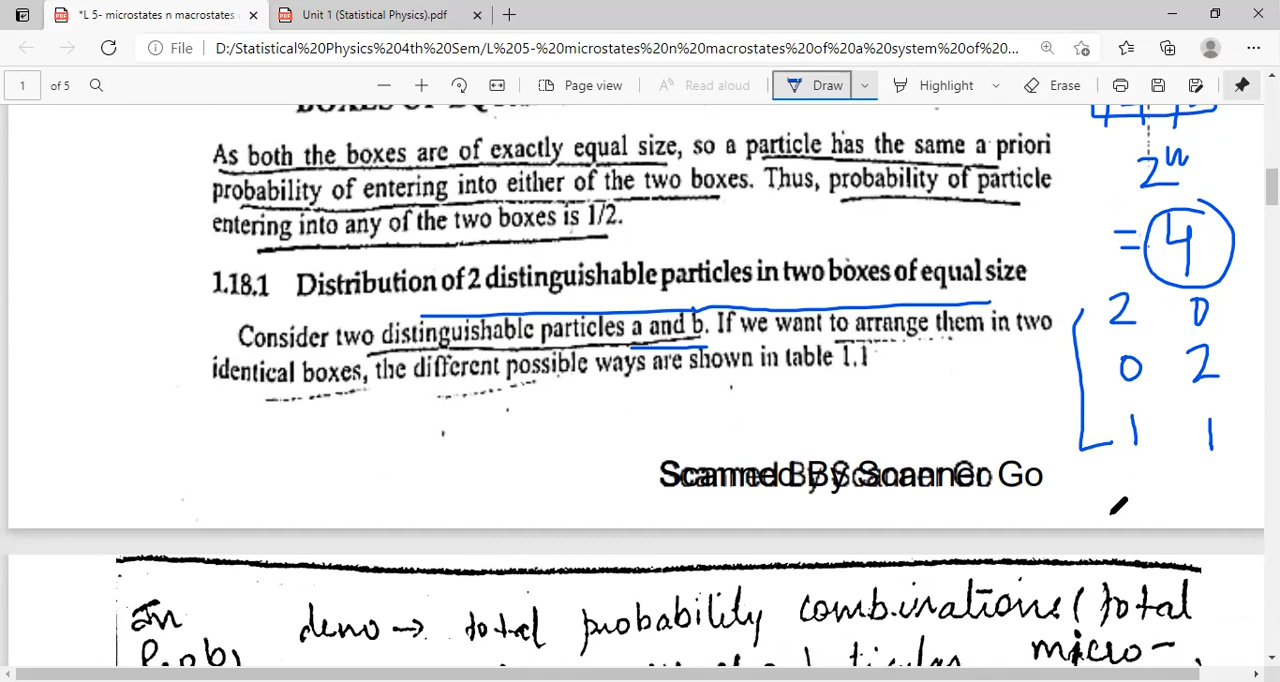 *L 5- microstates n macrostates
Unit 1 (Statistical Physics).pdf
File
D:/Statistical%20Physics%204th%20Sem/L%205-%20microstates%20n%20macrostates%20of%20a%20system%20of%20...
1 of 5
Page view
Read aloud
Draw
Highlight
Erase
As both the boxes are of exactly equal size, so a particle has the same a priori
probability of entering into either of the two boxes. Thus, probability of particle
entering into any of the two boxes is 1/2.
2^n
= 4
1.18.1 Distribution of 2 distinguishable particles in two boxes of equal size
2 0
Consider two distinguishable particles a and b. If we want to arrange them in two
identical boxes, the different possible ways are shown in table 1.1
0 2
1 1
Scanned By Scanner Go
In deno → total probability combinations (total
Prob, micro-